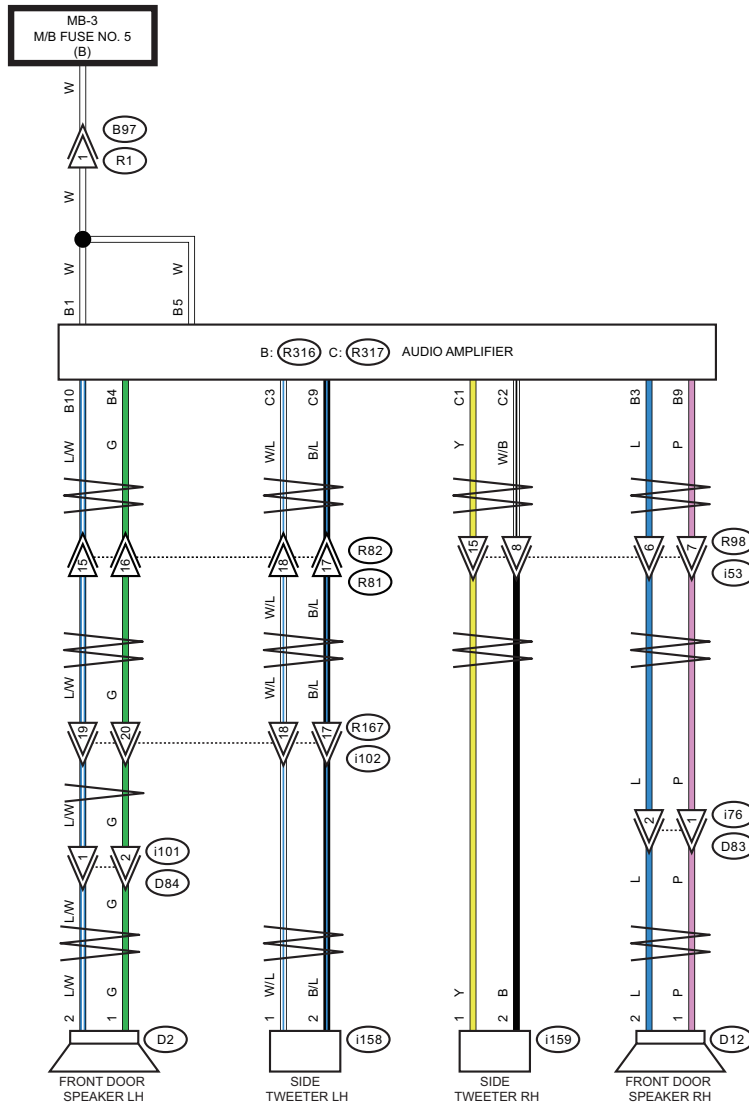 MB-3
M/B FUSE NO. 5
(B)
W
B97
1
R1
W
W W
B1 B5
B: R316 C: R317 AUDIO AMPLIFIER
B10 B4 C3 C9 C1 C2 B3 B9
L/W G W/L B/L Y W/B L P
15 16 18 17 R82 15 8 6 7 R98
R81 i53
W/L B/L
L/W G W/L B/L
19 20 18 17 R167
i102
L/W G L P
2 1 i76
D83
1 2 i101
D84
L/W G L P
L/W G W/L B/L Y B L P
2 1 1 2 1 2 2 1
D2 i158 i159 D12
FRONT DOOR
SPEAKER LH
SIDE
TWEETER LH
SIDE
TWEETER RH
FRONT DOOR
SPEAKER RH